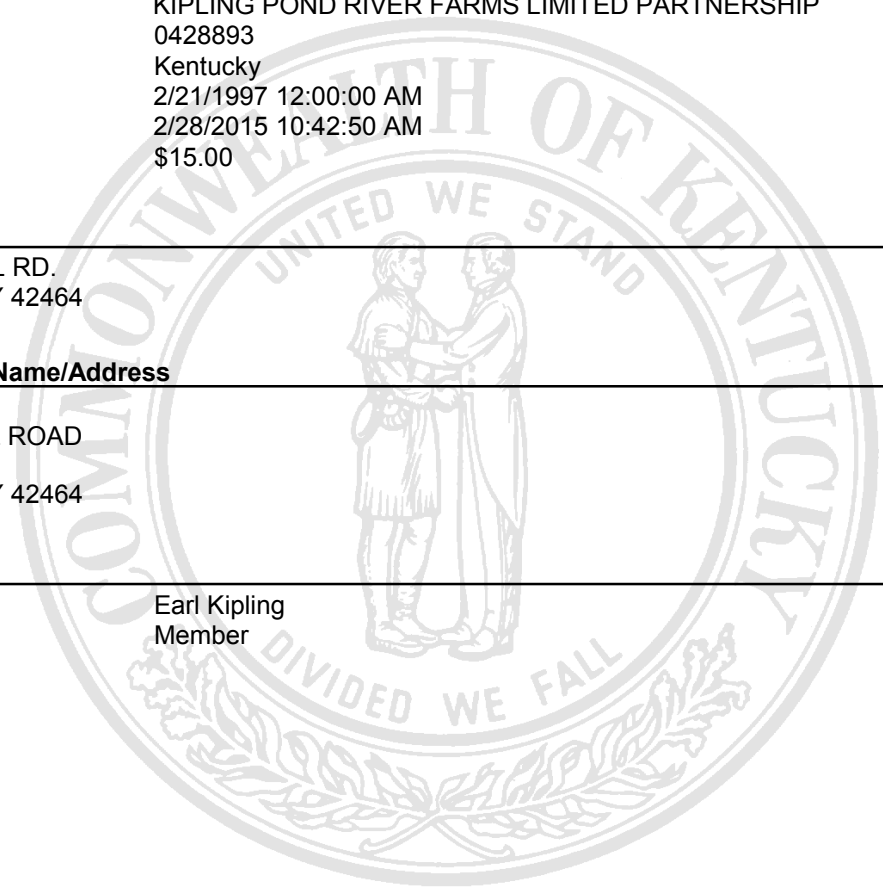 KIPLING POND RIVER FARMS LIMITED PARTNERSHIP
0428893
Kentucky
2/21/1997 12:00:00 AM
2/28/2015 10:42:50 AM
$15.00
L RD.
Y 42464
Name/Address
ROAD
Y 42464
Earl Kipling
Member
COMMONWEALTH OF KENTUCKY
UNITED WE STAND
DIVIDED WE FALL